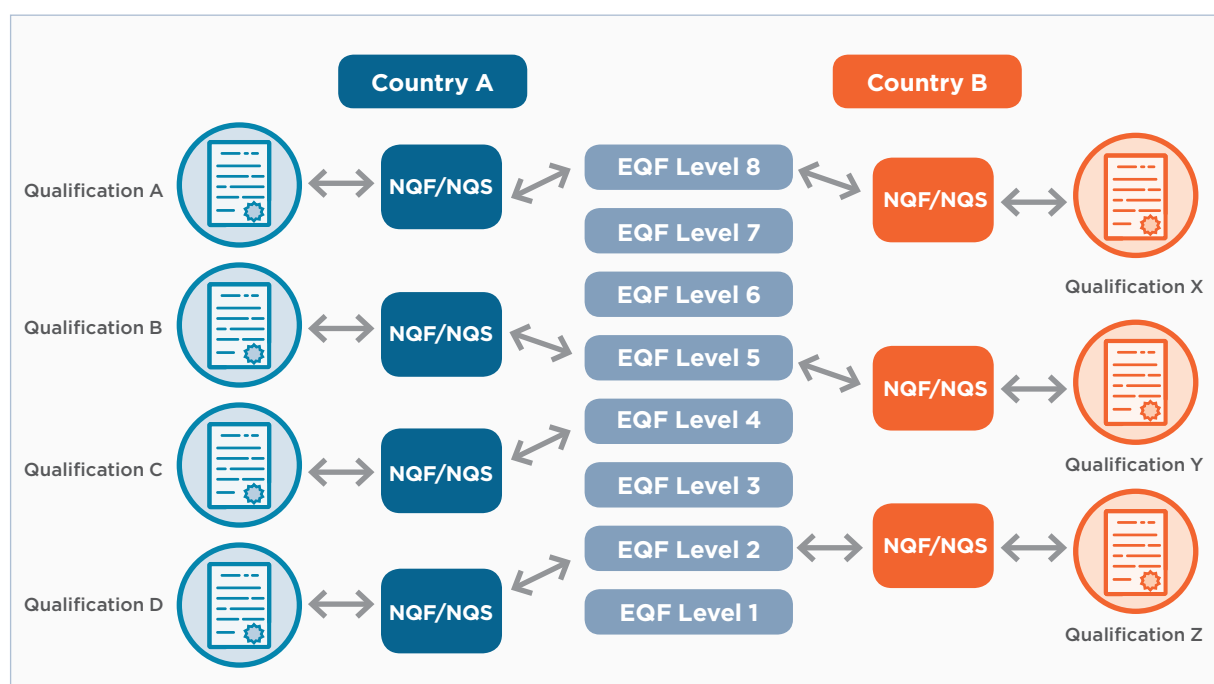 Country A
Country B
Qualification A
NQF/NQS
EQF Level 8
NQF/NQS
Qualification X
EQF Level 7
EQF Level 6
Qualification B
NQF/NQS
EQF Level 5
NQF/NQS
Qualification Y
EQF Level 4
Qualification C
NQF/NQS
EQF Level 3
EQF Level 2
NQF/NQS
Qualification Z
Qualification D
NQF/NQS
EQF Level 1